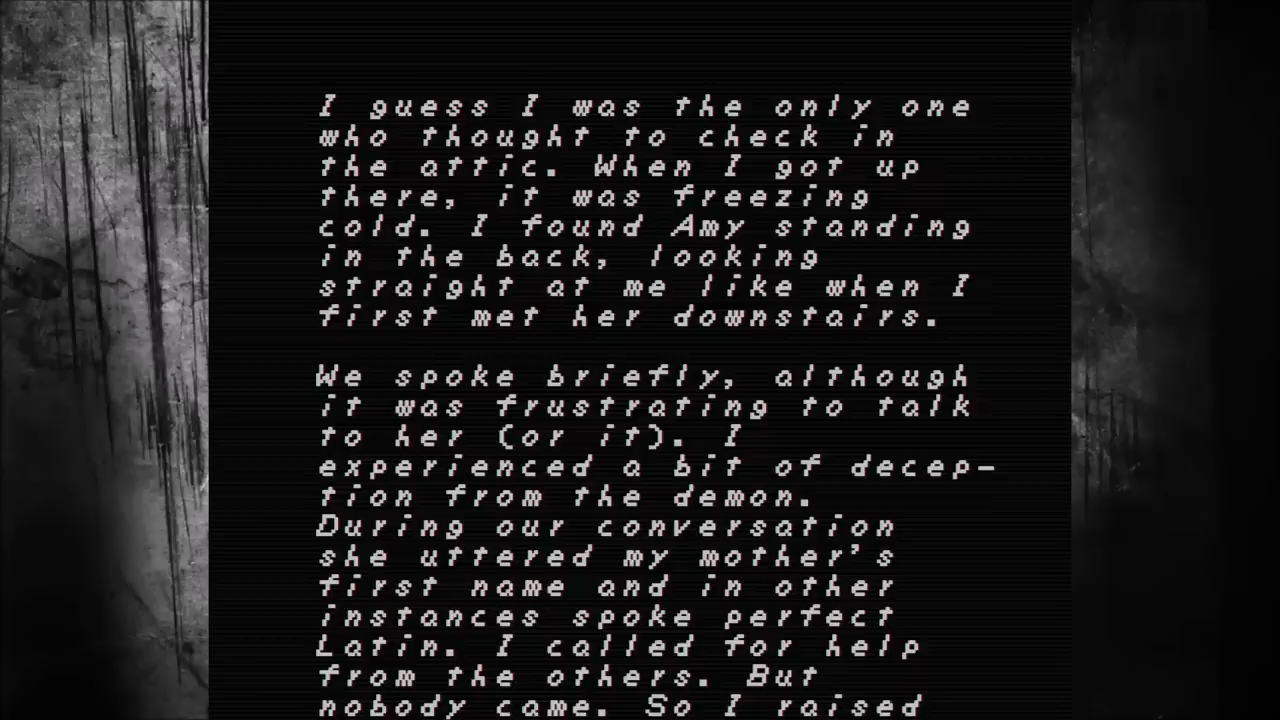 I guess I was the only one
who thought to check in
the attic. When I got up
there, it was freezing
cold. I found Amy standing
in the back, looking
straight at me like when I
first met her downstairs.
We spoke briefly, although
it was frustrating to talk
to her (or it). I
experienced a bit of decep-
tion from the demon.
During our conversation
she uttered my mother's
first name and in other
instances spoke perfect
Latin. I called for help
from the others. But
nobody came. So I raised